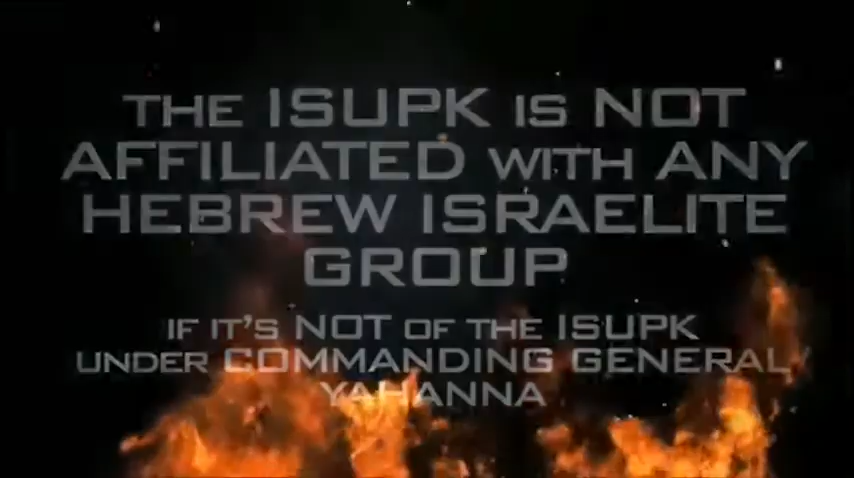 THE ISUPK IS NOT
AFFILIATED WITH ANY
HEBREW ISRAELITE
GROUP
IF IT'S NOT OF THE ISUPK
UNDER COMMANDING GENERAL
YAHANNA